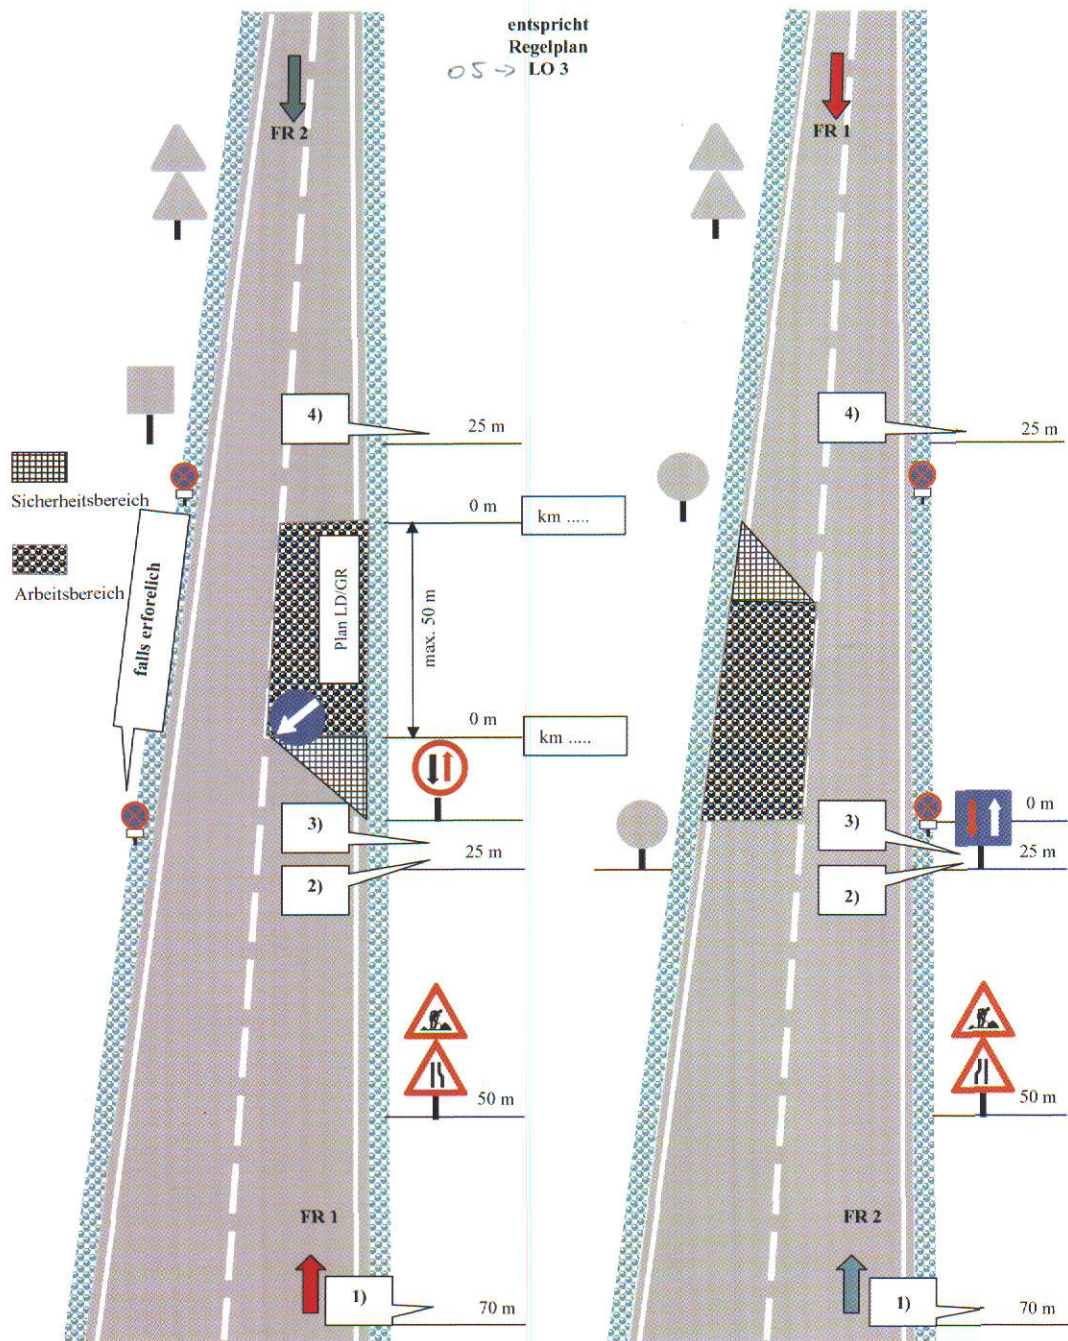 entspricht
Regelplan
05 → LO 3
FR 2
4)
25 m
Sicherheitsbereich
0 m
km .....
Arbeitsbereich
falls erforelich
Plan LD/GR
max. 50 m
0 m
km .....
3)
25 m
2)
50 m
FR 1
1)
70 m
FR 1
4)
25 m
0 m
3)
25 m
2)
50 m
FR 2
1)
70 m